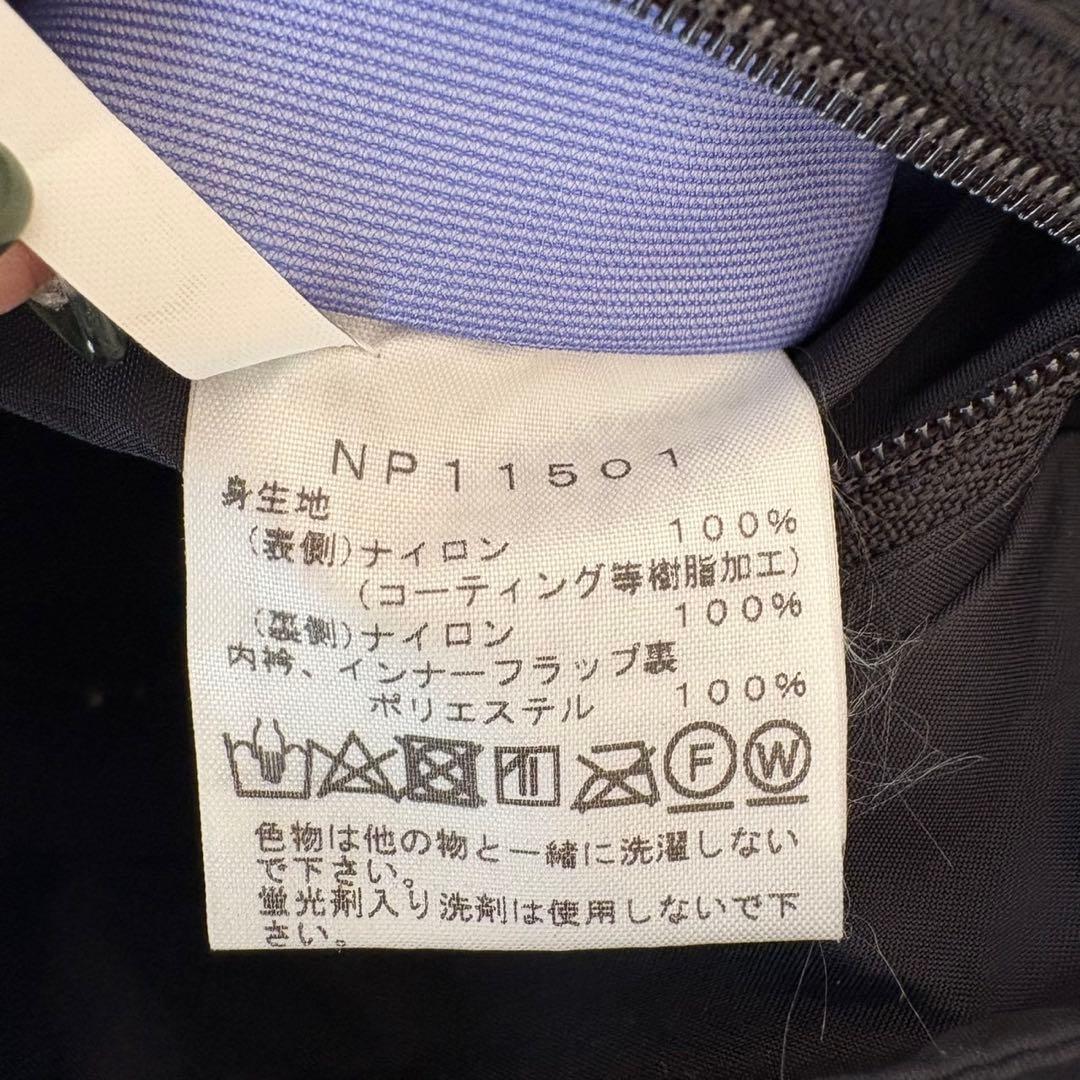 NP11501
身生地
(表側)ナイロン 100%
(コーティング等樹脂加工)
(裏側)ナイロン 100%
内衿、インナーフラップ裏
ポリエステル 100%
F W
色物は他の物と一緒に洗濯しない
で下さい。
蛍光剤入り洗剤は使用しないで下
さい。